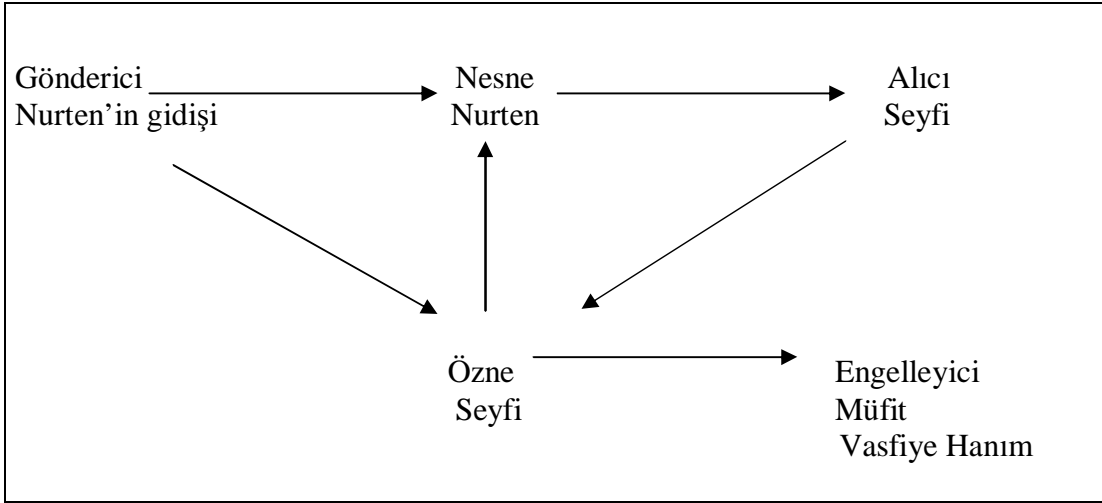 Gönderici
Nurten’in gidişi
Nesne
Nurten
Alıcı
Seyfi
Özne
Seyfi
Engelleyici
Müfit
Vasfiye Hanım